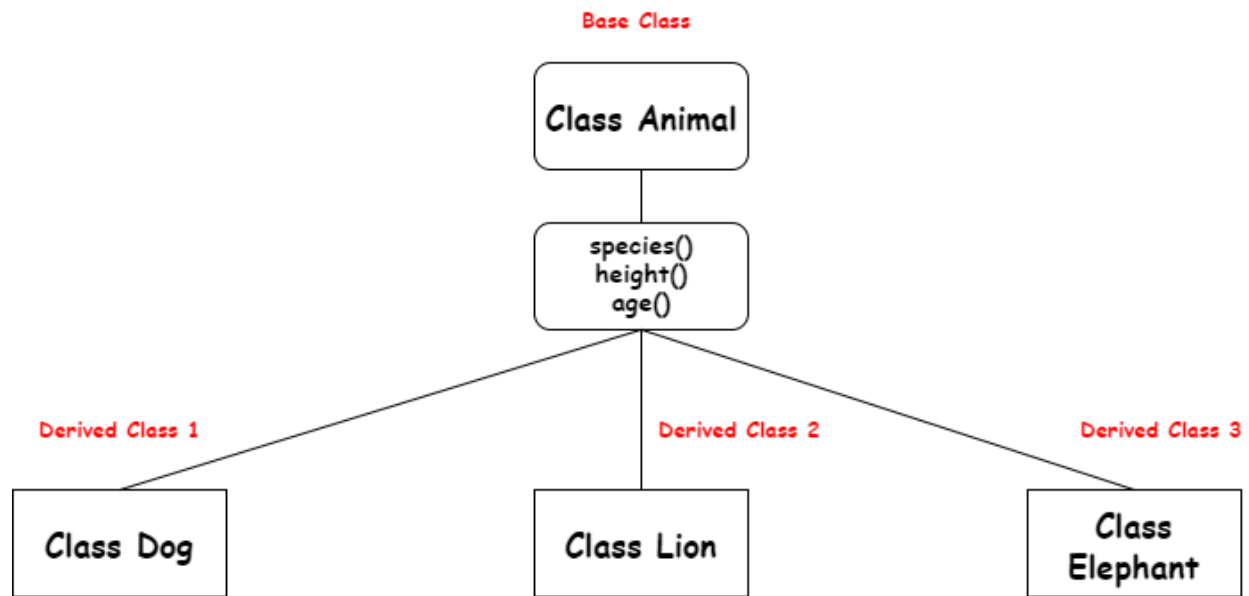 Base Class
Class Animal
species()
height()
age()
Derived Class 1
Derived Class 2
Derived Class 3
Class Dog
Class Lion
Class
Elephant